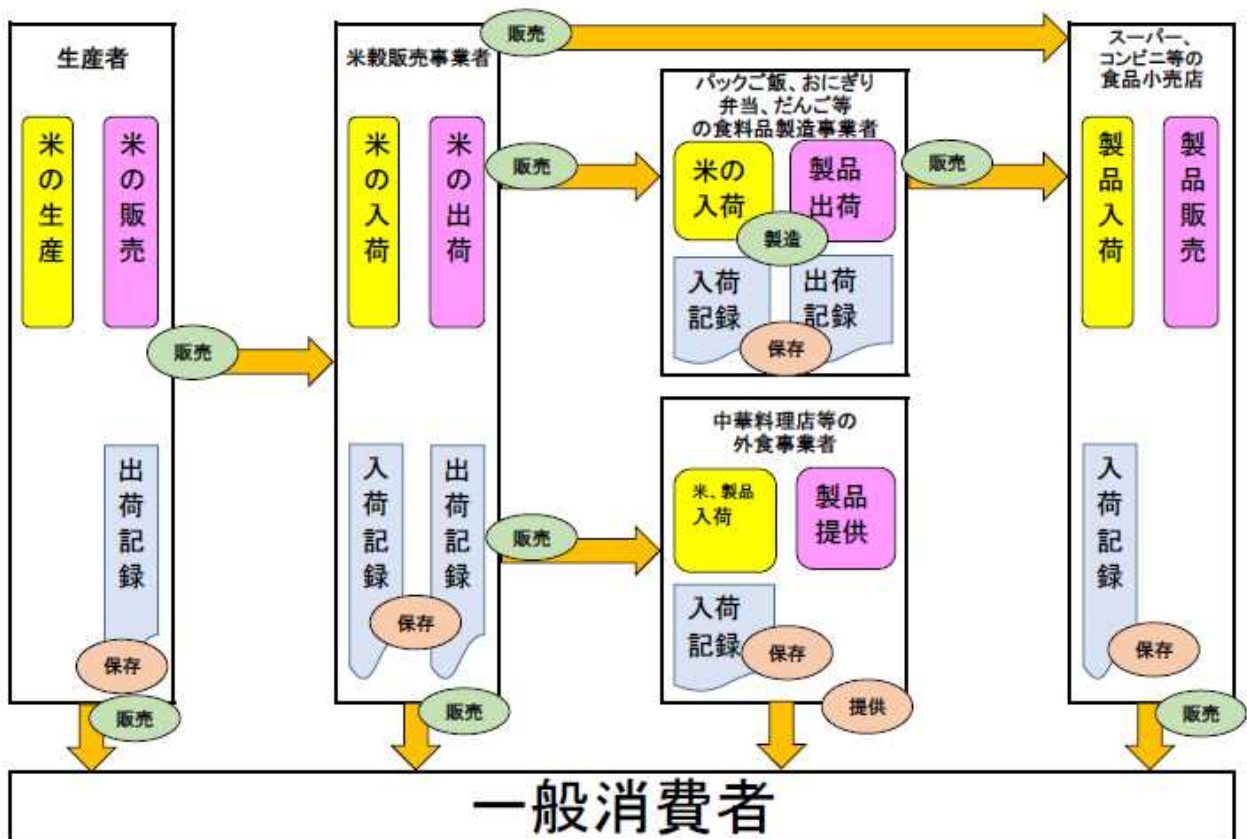 生産者
米の生産
米の販売
販売
出荷記録
保存
販売
米穀販売事業者
米の入荷
米の出荷
販売
販売
入荷記録
出荷記録
保存
販売
販売
パックご飯、おにぎり
弁当、だんご等
の食料品製造事業者
米の
入荷
製品
出荷
製造
入荷
記録
出荷
記録
保存
販売
中華料理店等の
外食事業者
米、製品
入荷
製品
提供
入荷
記録
保存
提供
スーパー、
コンビニ等の
食品小売店
製品入荷
製品販売
入荷記録
保存
販売
一般消費者